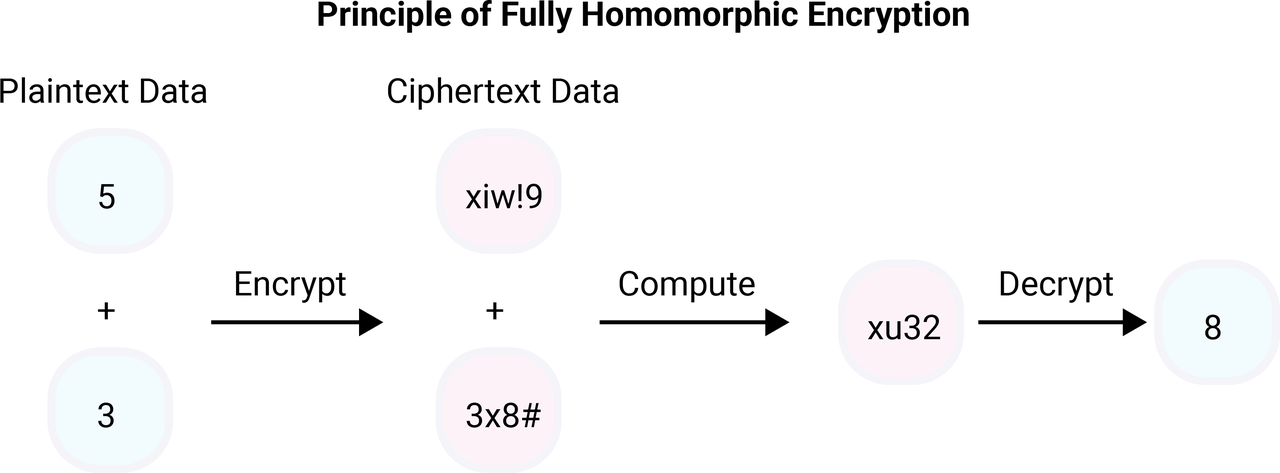 Principle of Fully Homomorphic Encryption
Plaintext Data
Ciphertext Data
5
xiw!9
+
Encrypt
+
Compute
xu32
Decrypt
8
3
3x8#